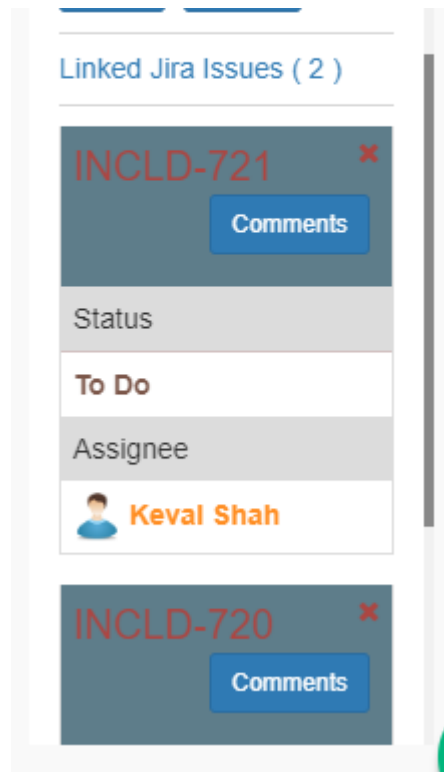 Linked Jira Issues ( 2 )
INCLD-721
Comments
Status
To Do
Assignee
Keval Shah
INCLD-720
Comments